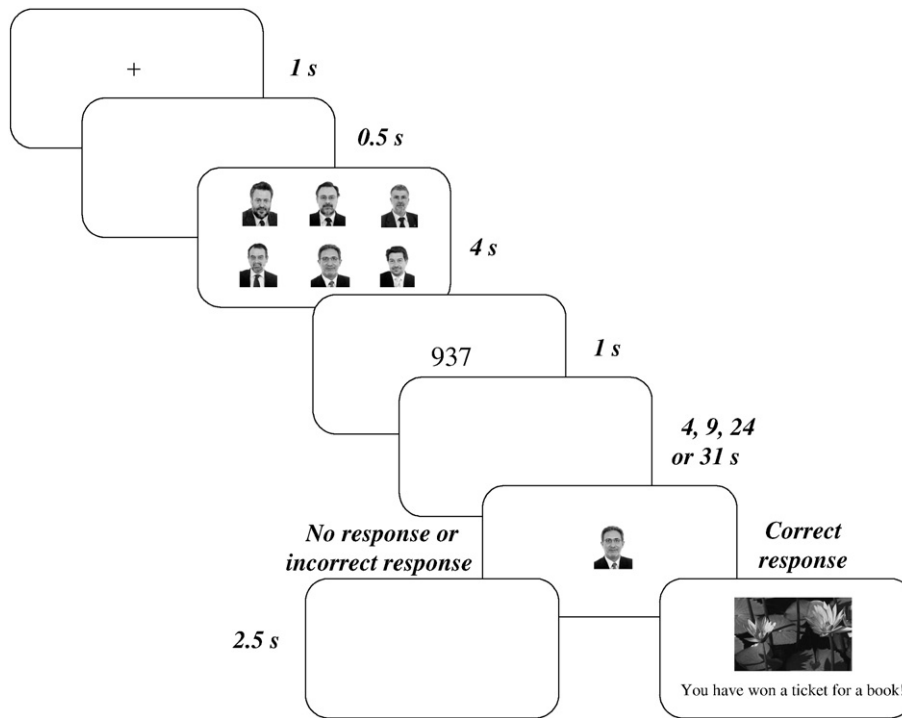 +
1 s
0.5 s
4 s
937
1 s
4, 9, 24
or 31 s
No response or
incorrect response
Correct
response
2.5 s
You have won a ticket for a book!